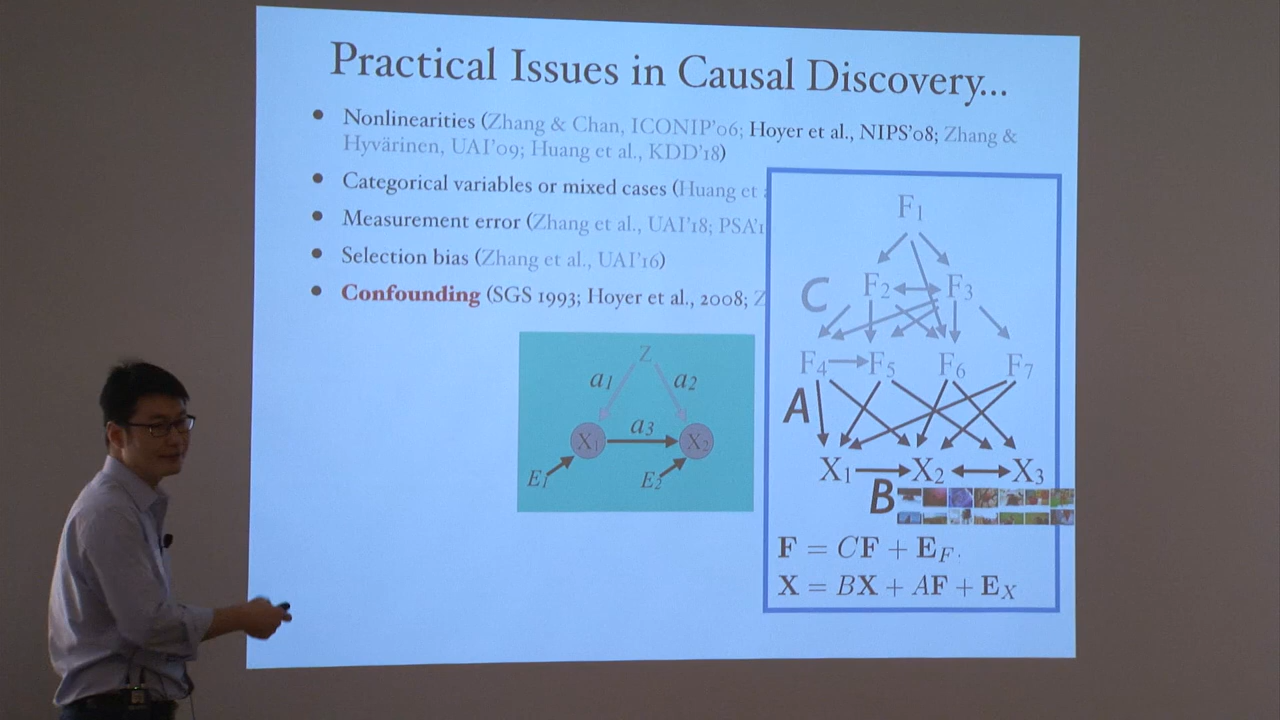 Practical Issues in Causal Discovery...
• Nonlinearities (Zhang & Chan, ICONIP'06; Hoyer et al., NIPS'08; Zhang &
Hyvärinen, UAI'09; Huang et al., KDD'18)
• Categorical variables or mixed cases (Huang et
• Measurement error (Zhang et al., UAI'18; PSA'1
• Selection bias (Zhang et al., UAI'16)
• Confounding (SGS 1993; Hoyer et al., 2008; Z
Z
a1 a2
a3
X1 X2
E1 E2
F1
C F2 F3
F4 F5 F6 F7
A
X1 X2 X3
B
F = CF + EF.
X = BX + AF + EX